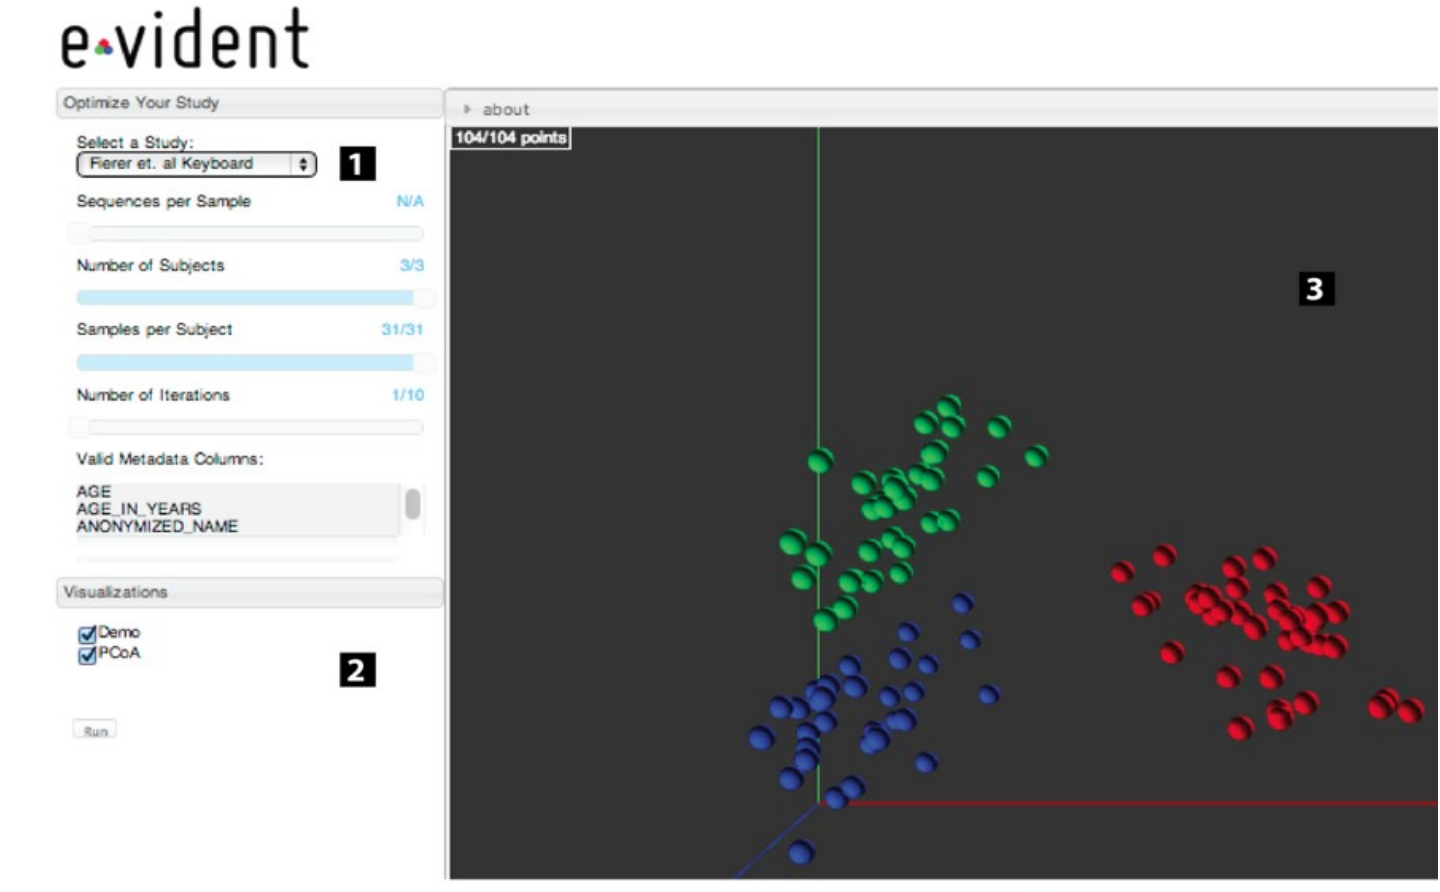 e vident
Optimize Your Study
Select a Study:
Fierer et. al Keyboard
1
Sequences per Sample N/A
Number of Subjects 3/3
Samples per Subject 31/31
Number of Iterations 1/10
Valid Metadata Columns:
AGE
AGE_IN_YEARS
ANONYMIZED_NAME
Visualizations
Demo
PCoA
2
Run
about
104/104 points
3